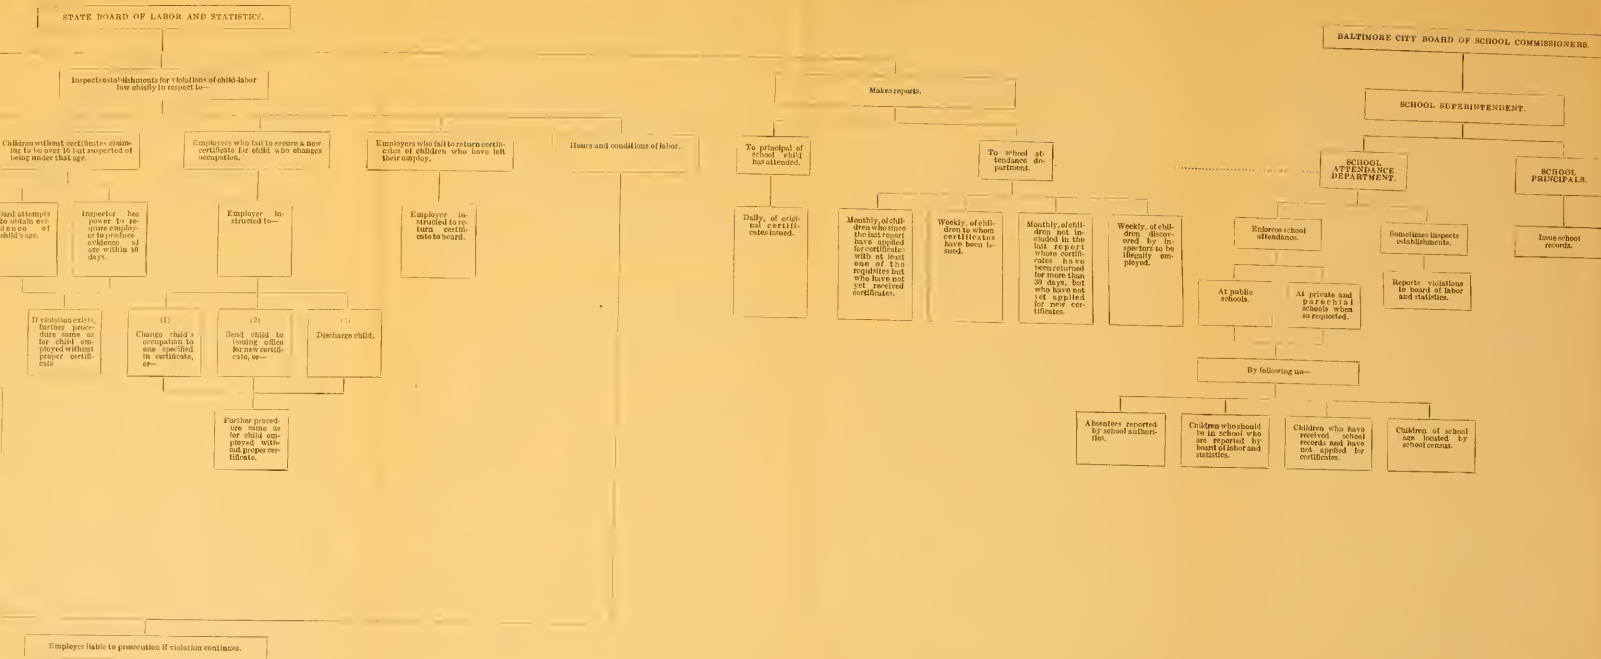 STATE BOARD OF LABOR AND STATISTICS.
BALTIMORE CITY BOARD OF SCHOOL COMMISSIONERS.
Inspects establishments for violations of child-labor
law chiefly in respect to—
Makes reports.
SCHOOL SUPERINTENDENT.
Children without certificates claim-
ing to be over 16 but suspected of
being under that age.
Employers who fail to secure a new
certificate for child who changes
occupation.
Employers who fail to return certifi-
cates of children who have left
their employ.
Hours and conditions of labor.
To principal of
school child
has attended.
To school at-
tendance de-
partment.
SCHOOL
ATTENDANCE
DEPARTMENT.
SCHOOL
PRINCIPALS.
attempts
to obtain evi-
dence of
child's age.
Inspector has
power to re-
quire employ-
er to produce
evidence of
age within 10
days.
Employer in-
structed to—
Employer in-
structed to re-
turn certifi-
cate to board.
Daily, of origi-
nal certifi-
cates issued.
Monthly, of chil-
dren who since
the last report
have applied
for certificates
with at least
one of the
requisites but
who have not
yet received
certificates.
Weekly, of chil-
dren to whom
certificates
have been is-
sued.
Monthly, of chil-
dren not in-
cluded in the
last report
whose certifi-
cates have
been returned
for more than
30 days, but
who have not
yet applied
for new cer-
tificates.
Weekly, of chil-
dren discov-
ered by in-
spectors to be
illegally em-
ployed.
Enforces school
attendance.
Sometimes inspects
establishments.
Issue school
records.
At public
schools.
At private and
parochial
schools when
so requested.
Reports violations
to board of labor
and statistics.
If violation exists,
further proce-
dure same as
for child em-
ployed without
proper certifi-
cate
(1)
Change child's
occupation to
one specified
in certificate,
or—
(2)
Send child to
issuing office
for new certifi-
cate, or—
(3)
Discharge child.
By following up—
Further proced-
ure same as
for child em-
ployed with-
out proper cer-
tificate.
Absentees reported
by school authori-
ties.
Children who should
be in school who
are reported by
board of labor and
statistics.
Children who have
received school
records and have
not applied for
certificates.
Children of school
age located by
school census.
Employer liable to prosecution if violation continues.